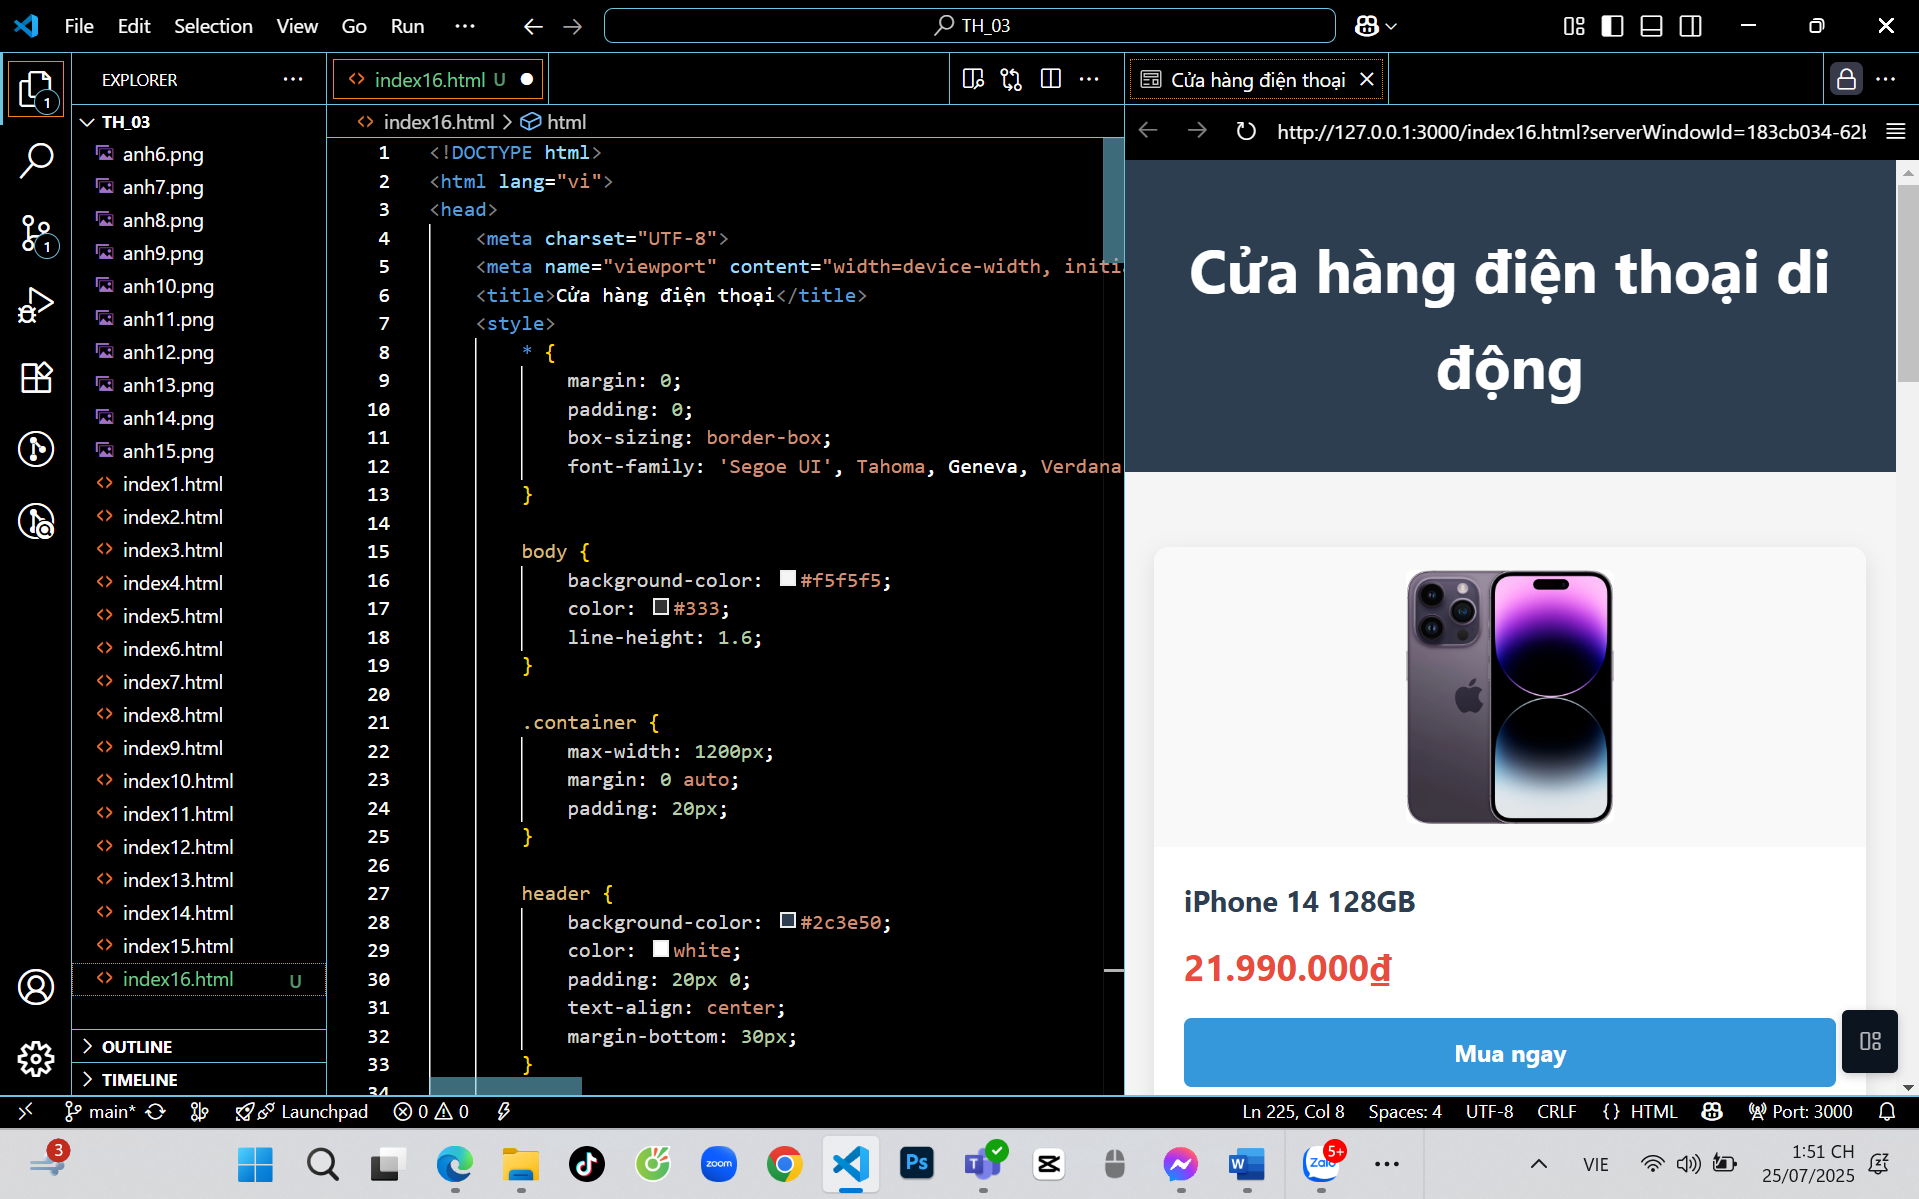 File Edit Selection View Go Run ··· TH_03
EXPLORER ···
TH_03
anh6.png
anh7.png
anh8.png
anh9.png
anh10.png
anh11.png
anh12.png
anh13.png
anh14.png
anh15.png
index1.html
index2.html
index3.html
index4.html
index5.html
index6.html
index7.html
index8.html
index9.html
index10.html
index11.html
index12.html
index13.html
index14.html
index15.html
index16.html U
OUTLINE
TIMELINE
1
1
index16.html U
index16.html > html
1 <!DOCTYPE html>
2 <html lang="vi">
3 <head>
4 <meta charset="UTF-8">
5 <meta name="viewport" content="width=device-width, initi
6 <title>Cửa hàng điện thoại</title>
7 <style>
8 * {
9 margin: 0;
10 padding: 0;
11 box-sizing: border-box;
12 font-family: 'Segoe UI', Tahoma, Geneva, Verdana
13 }
14
15 body {
16 background-color: #f5f5f5;
17 color: #333;
18 line-height: 1.6;
19 }
20
21 .container {
22 max-width: 1200px;
23 margin: 0 auto;
24 padding: 20px;
25 }
26
27 header {
28 background-color: #2c3e50;
29 color: white;
30 padding: 20px 0;
31 text-align: center;
32 margin-bottom: 30px;
33 }
34
Cửa hàng điện thoại
http://127.0.0.1:3000/index16.html?serverWindowId=183cb034-62b
Cửa hàng điện thoại di
động
iPhone 14 128GB
21.990.000₫
Mua ngay
main* Launchpad 0 0 Ln 225, Col 8 Spaces: 4 UTF-8 CRLF {} HTML Port: 3000
3 zoom Ps T W Zalo 5+ ··· VIE
1:51 CH
25/07/2025